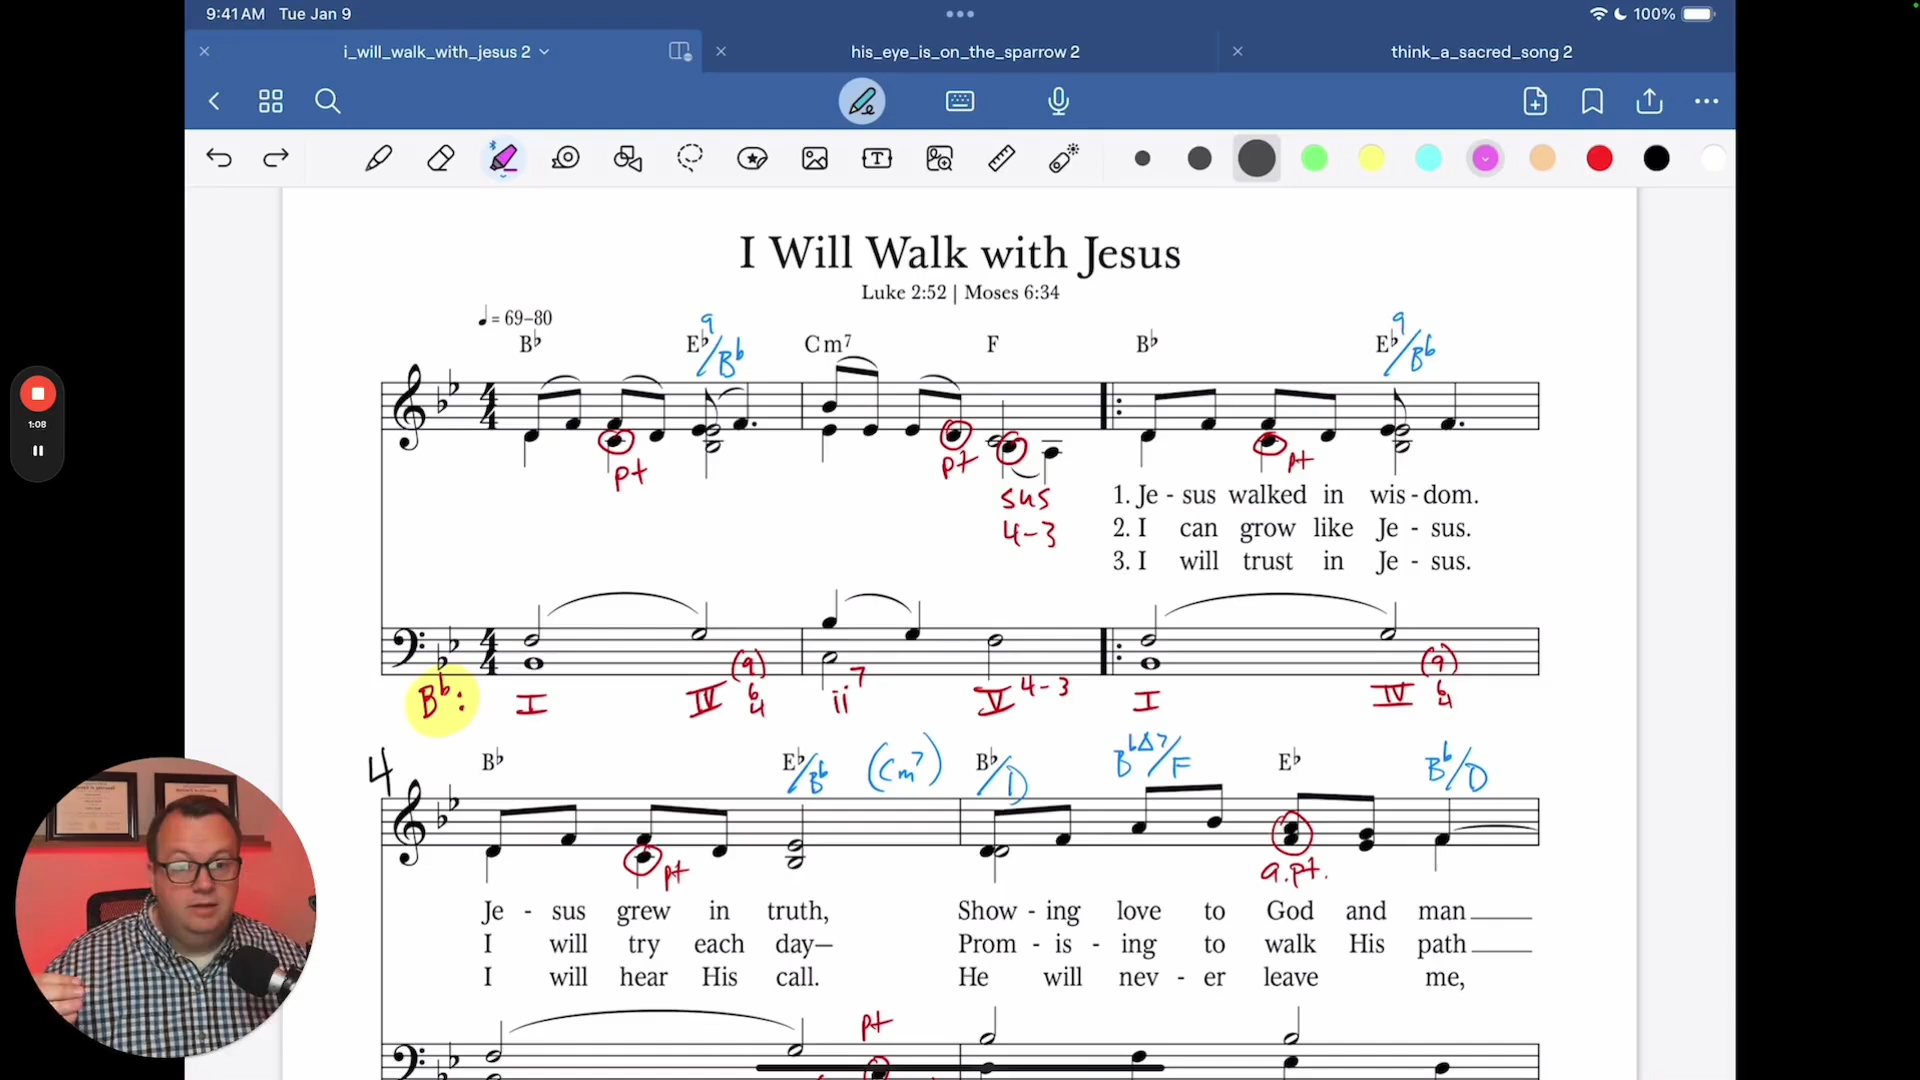 9:41 AM Tue Jan 9
100%
i_will_walk_with_jesus 2
his_eye_is_on_the_sparrow 2
think_a_sacred_song 2
1:08
I Will Walk with Jesus
Luke 2:52 | Moses 6:34
♩ = 69–80
B♭ E♭9/B♭ Cm7 F B♭ E♭9/B♭
pt pt pt
sus
4-3
1. Je - sus walked in wis - dom.
2. I can grow like Je - sus.
3. I will trust in Je - sus.
B♭: I IV (9) 6 4 ii7 V 4-3 I IV (9) 6 4
4
B♭ E♭/B♭ (Cm7) B♭/D B♭Δ7/F E♭ B♭/D
pt a.pt.
Je - sus grew in truth, Show - ing love to God and man
I will try each day— Prom - is - ing to walk His path
I will hear His call. He will nev - er leave me,
pt